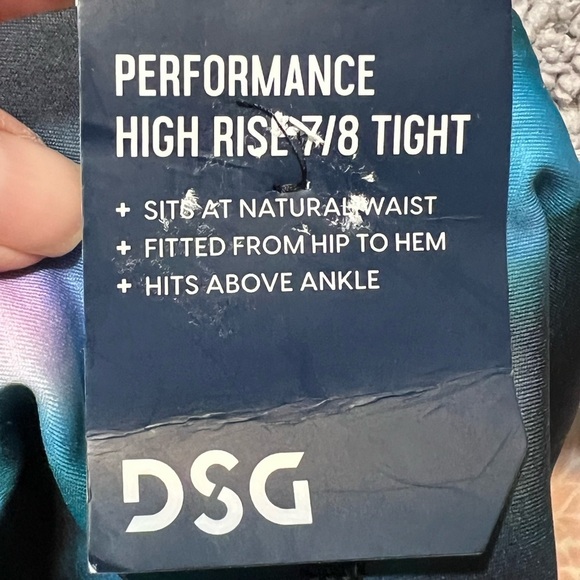 PERFORMANCE
HIGH RISE 7/8 TIGHT
+ SITS AT NATURAL WAIST
+ FITTED FROM HIP TO HEM
+ HITS ABOVE ANKLE
DSG